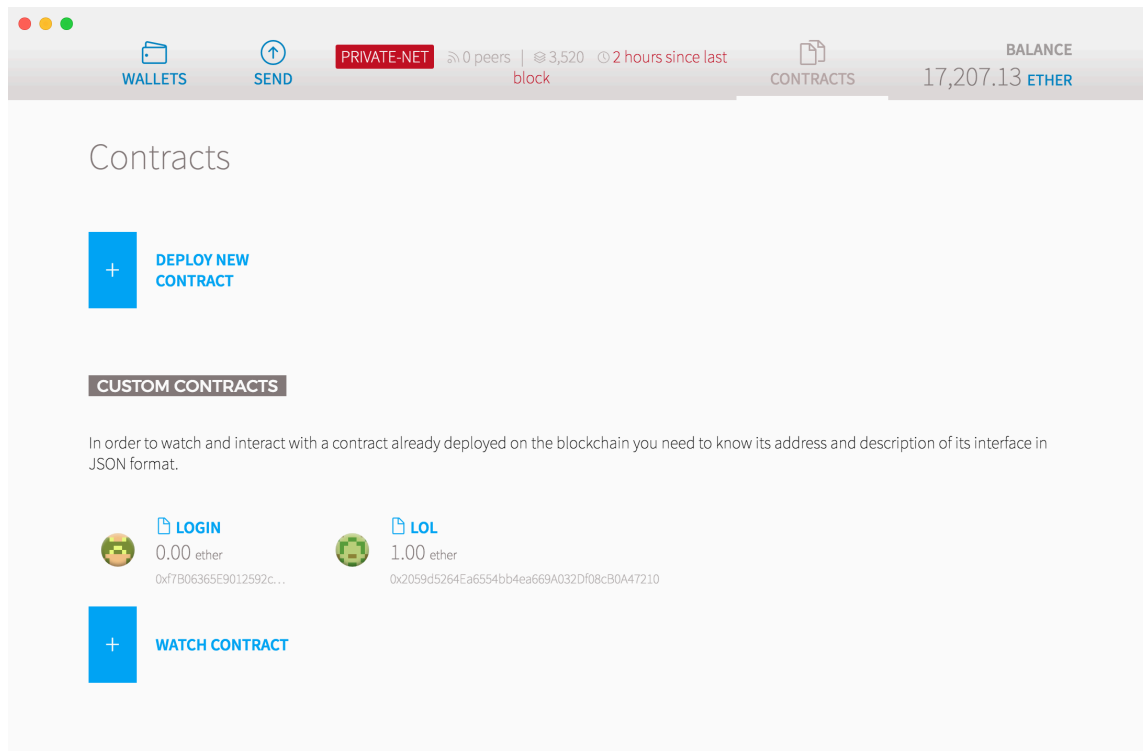 WALLETS
SEND
PRIVATE-NET 0 peers | 3,520 2 hours since last
block
CONTRACTS
BALANCE
17,207.13 ETHER
Contracts
+
DEPLOY NEW
CONTRACT
CUSTOM CONTRACTS
In order to watch and interact with a contract already deployed on the blockchain you need to know its address and description of its interface in
JSON format.
LOGIN
0.00 ether
0xf7B06365E9012592c...
LOL
1.00 ether
0x2059d5264Ea6554bb4ea669A032Df08cB0A47210
+
WATCH CONTRACT